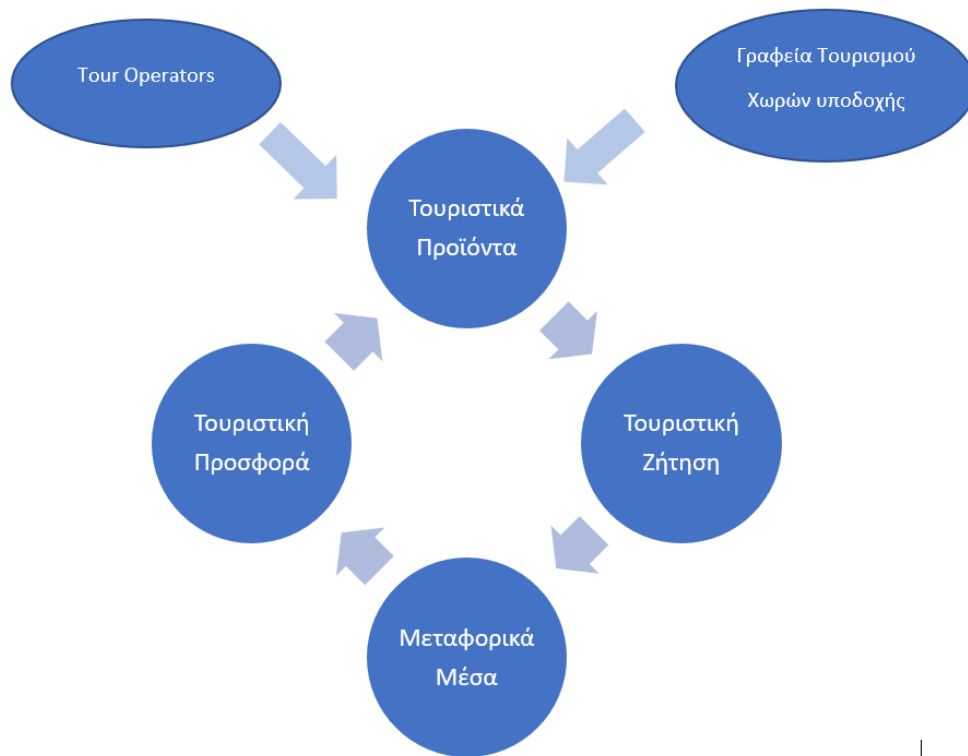 Tour Operators
Γραφεία Τουρισμού
Χωρών υποδοχής
Τουριστικά
Προϊόντα
Τουριστική
Προσφορά
Τουριστική
Ζήτηση
Μεταφορικά
Μέσα